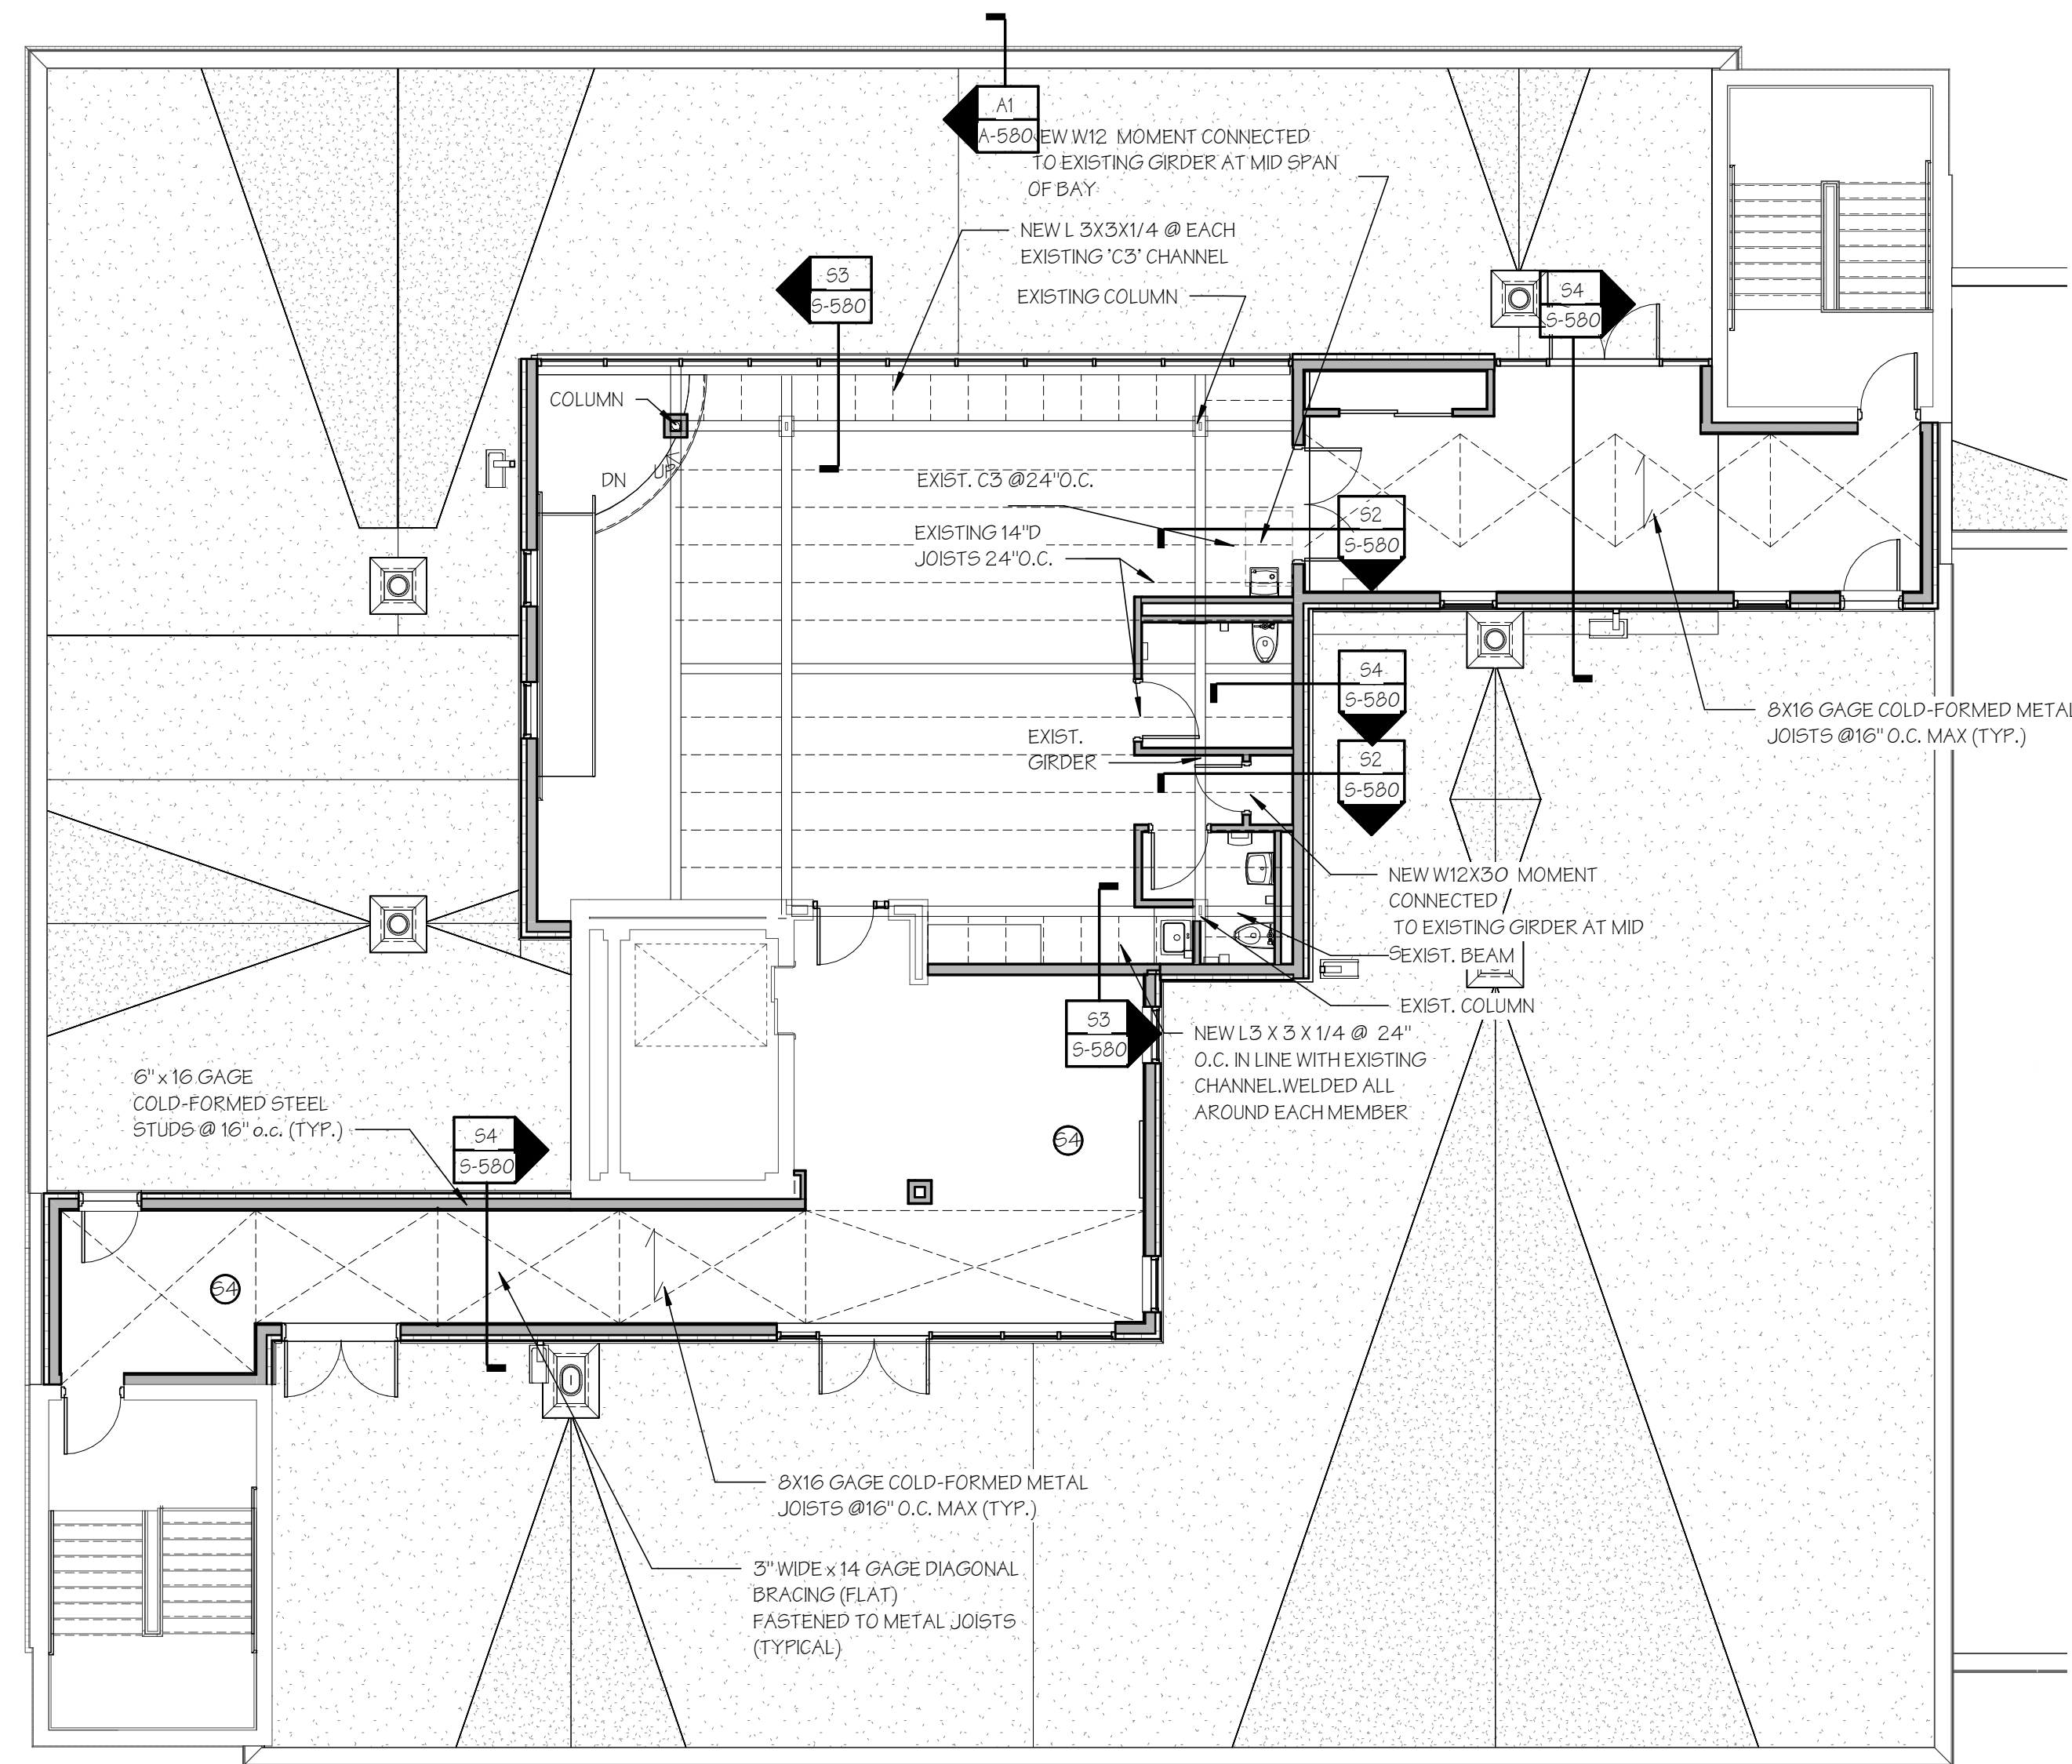 A1
A-580
NEW W12 MOMENT CONNECTED
TO EXISTING GIRDER AT MID SPAN
OF BAY
NEW L 3X3X1/4 @ EACH
EXISTING 'C3' CHANNEL
EXISTING COLUMN
S3
S-580
S4
S-580
COLUMN
DN
UP
EXIST. C3 @24"O.C.
EXISTING 14"D
JOISTS 24"O.C.
S2
S-580
S4
S-580
8X16 GAGE COLD-FORMED METAL
JOISTS @16" O.C. MAX (TYP.)
EXIST.
GIRDER
S2
S-580
NEW W12X30 MOMENT
CONNECTED
TO EXISTING GIRDER AT MID
EXIST. BEAM
EXIST. COLUMN
S3
S-580
NEW L3 X 3 X 1/4 @ 24"
O.C. IN LINE WITH EXISTING
CHANNEL.WELDED ALL
AROUND EACH MEMBER
6" x 16 GAGE
COLD-FORMED STEEL
STUDS @ 16" o.c. (TYP.)
S4
S-580
S4
S4
8X16 GAGE COLD-FORMED METAL
JOISTS @16" O.C. MAX (TYP.)
3" WIDE x 14 GAGE DIAGONAL
BRACING (FLAT)
FASTENED TO METAL JOISTS
(TYPICAL)